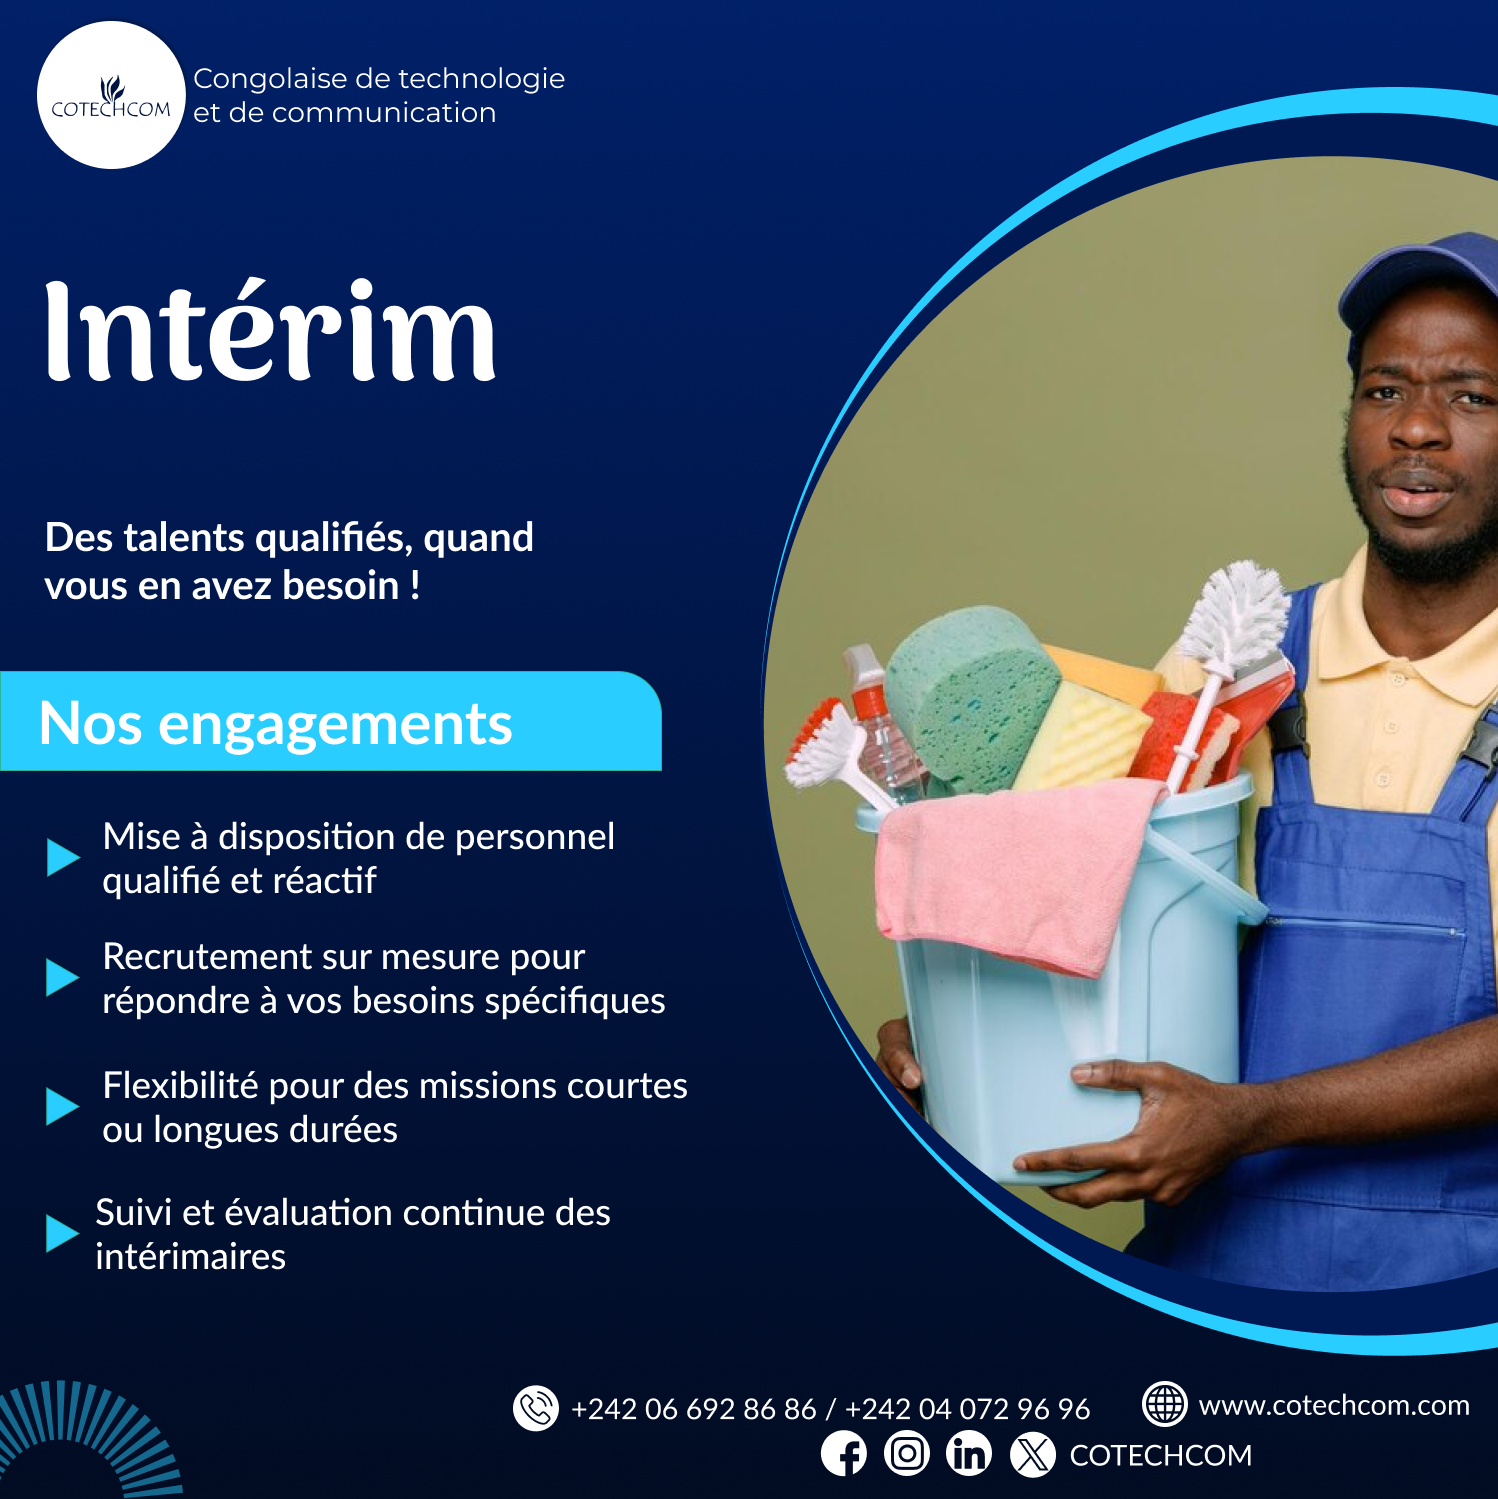 COTECHCOM
Congolaise de technologie
et de communication
Intérim
Des talents qualifiés, quand
vous en avez besoin !
Nos engagements
Mise à disposition de personnel
qualifié et réactif
Recrutement sur mesure pour
répondre à vos besoins spécifiques
Flexibilité pour des missions courtes
ou longues durées
Suivi et évaluation continue des
intérimaires
+242 06 692 86 86 / +242 04 072 96 96
www.cotechcom.com
COTECHCOM